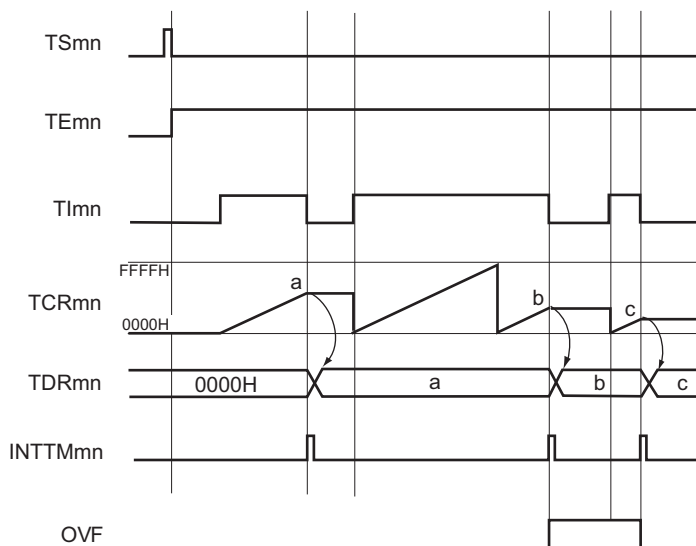 TSmn
TEmn
TImn
FFFFH
a
b
c
TCRmn
0000H
TDRmn
0000H
a
b
c
INTTMmn
OVF